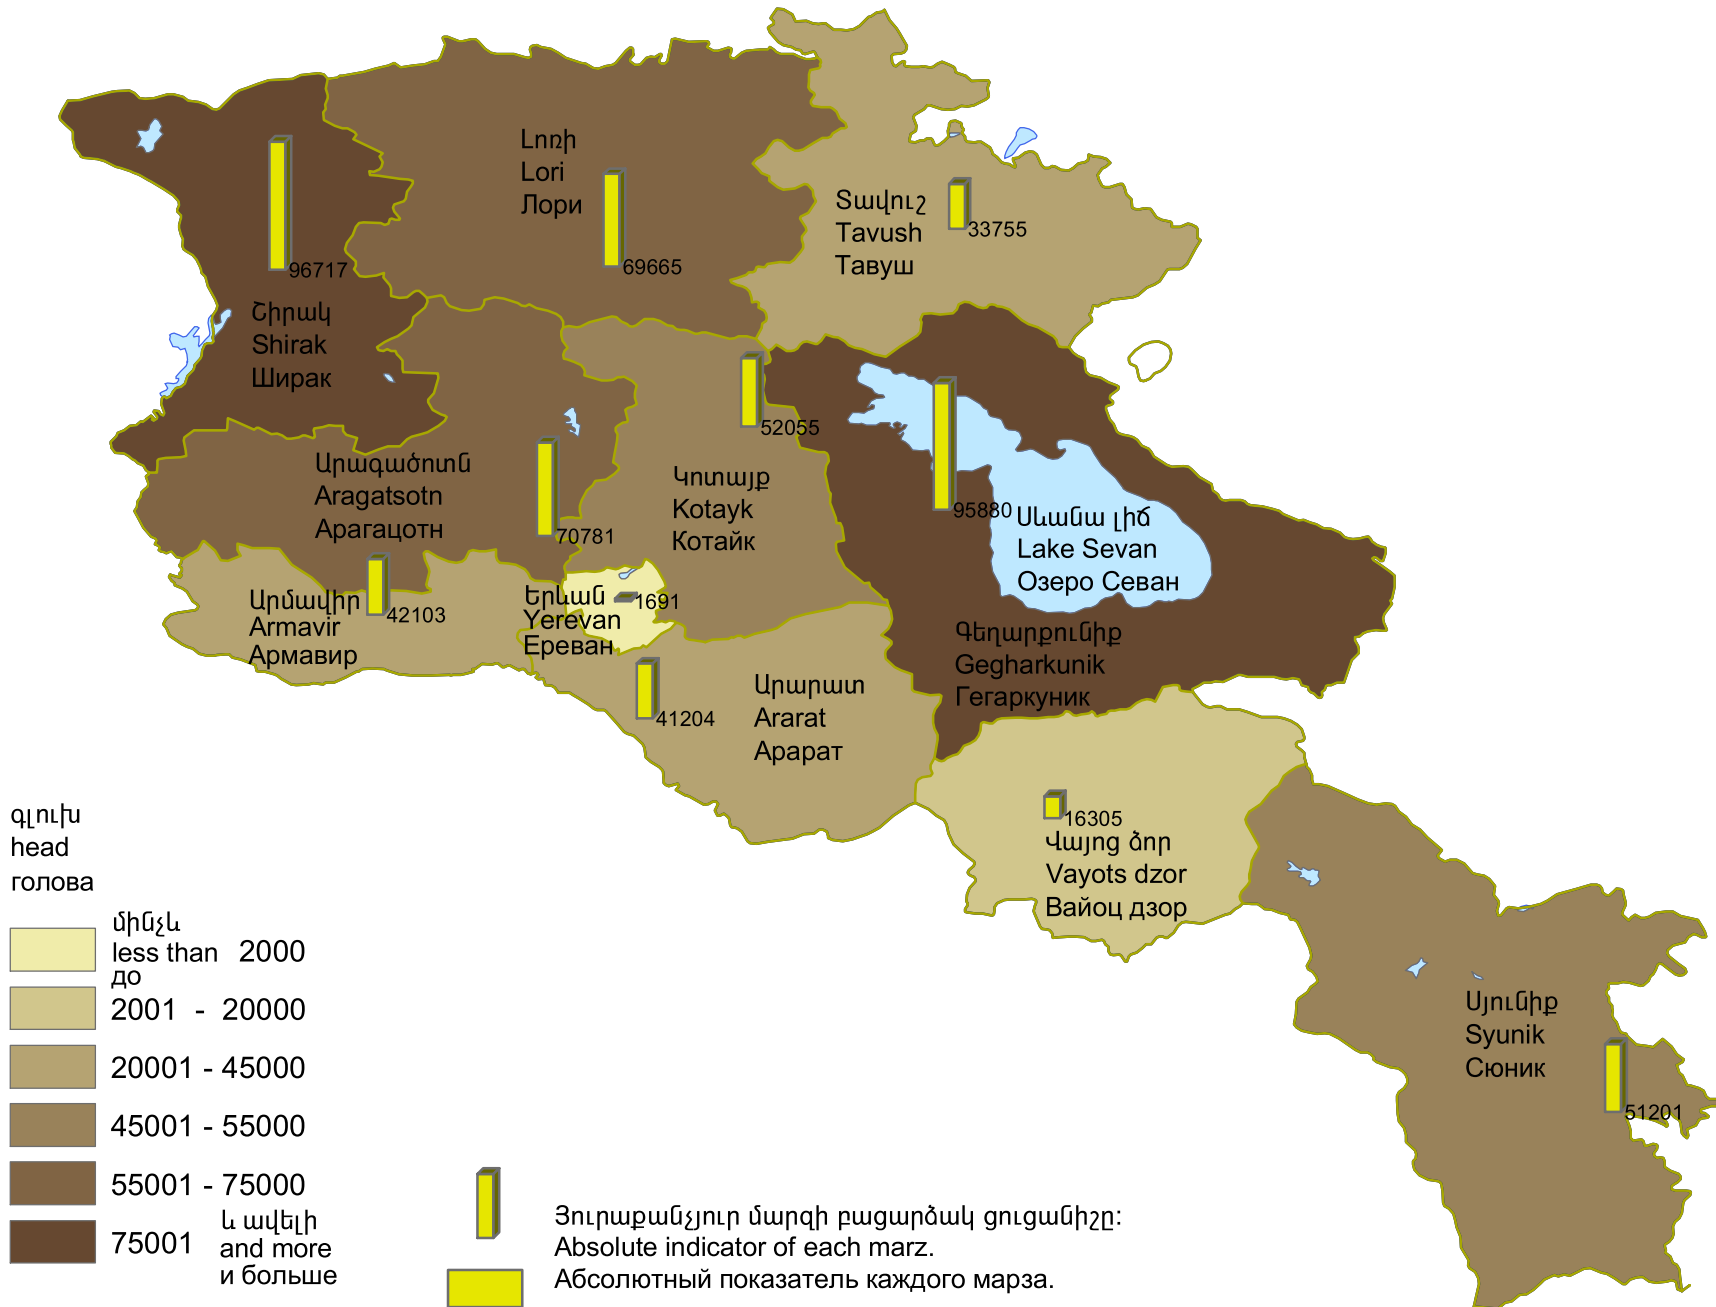 Լոռի
Lori
Лори
69665
Տավուշ
Tavush
Тавуш
33755
96717
Շիրակ
Shirak
Ширак
52055
Արագածոտն
Aragatsotn
Арагацотн
70781
Կոտայք
Kotayk
Котайк
95880
Սևանա լիճ
Lake Sevan
Озеро Севан
Արմավիր
Armavir
Армавир
42103
Երևան
Yerevan
Ереван
1691
Գեղարքունիք
Gegharkunik
Гегаркуник
41204
Արարատ
Ararat
Арарат
16305
Վայոց ձոր
Vayots dzor
Вайоц дзор
Սյունիք
Syunik
Сюник
51201
գլուխ
head
голова
մինչև
less than 2000
до
2001 - 20000
20001 - 45000
45001 - 55000
55001 - 75000
75001
և ավելի
and more
и больше
Յուրաքանչյուր մարզի բացարձակ ցուցանիշը:
Absolute indicator of each marz.
Абсолютный показатель каждого марза.